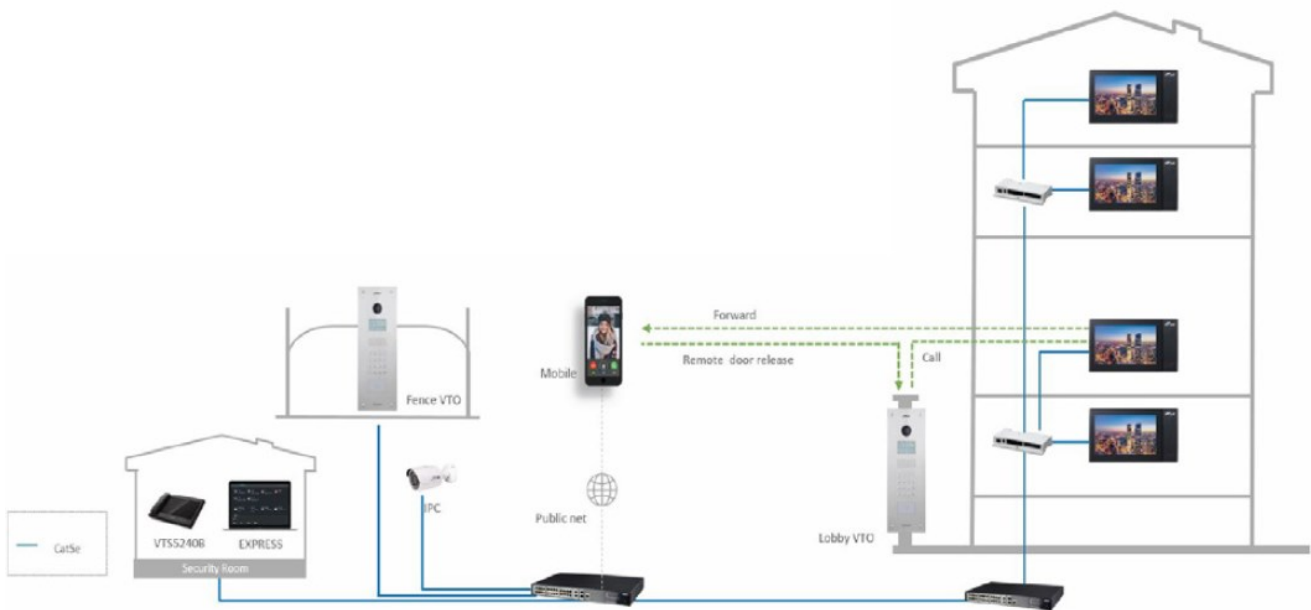 Forward
Remote door release
Call
Mobile
Fence VTO
IPC
Public net
Lobby VTO
VTS5240B
EXPRESS
Security Room
Cat5e